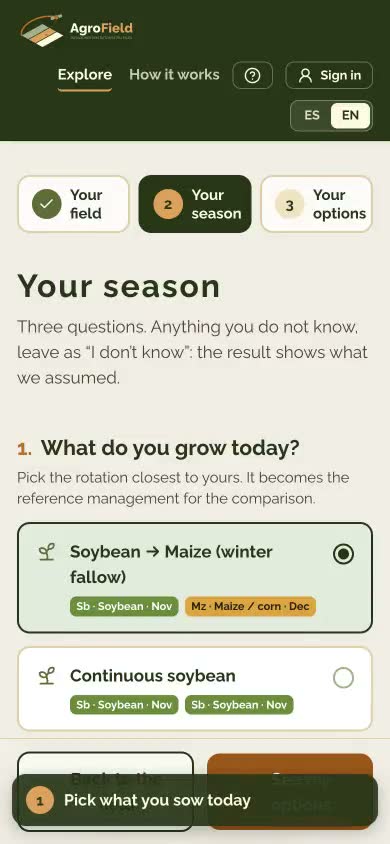 AgroField
Explore
How it works
Sign in
ES
EN
Your
field
2
Your
season
3
Your
options
Your season
Three questions. Anything you do not know,
leave as “I don’t know”: the result shows what
we assumed.
1. What do you grow today?
Pick the rotation closest to yours. It becomes the
reference management for the comparison.
Soybean → Maize (winter
fallow)
Sb · Soybean · Nov
Mz · Maize / corn · Dec
Continuous soybean
Sb · Soybean · Nov
Sb · Soybean · Nov
1
Pick what you sow today